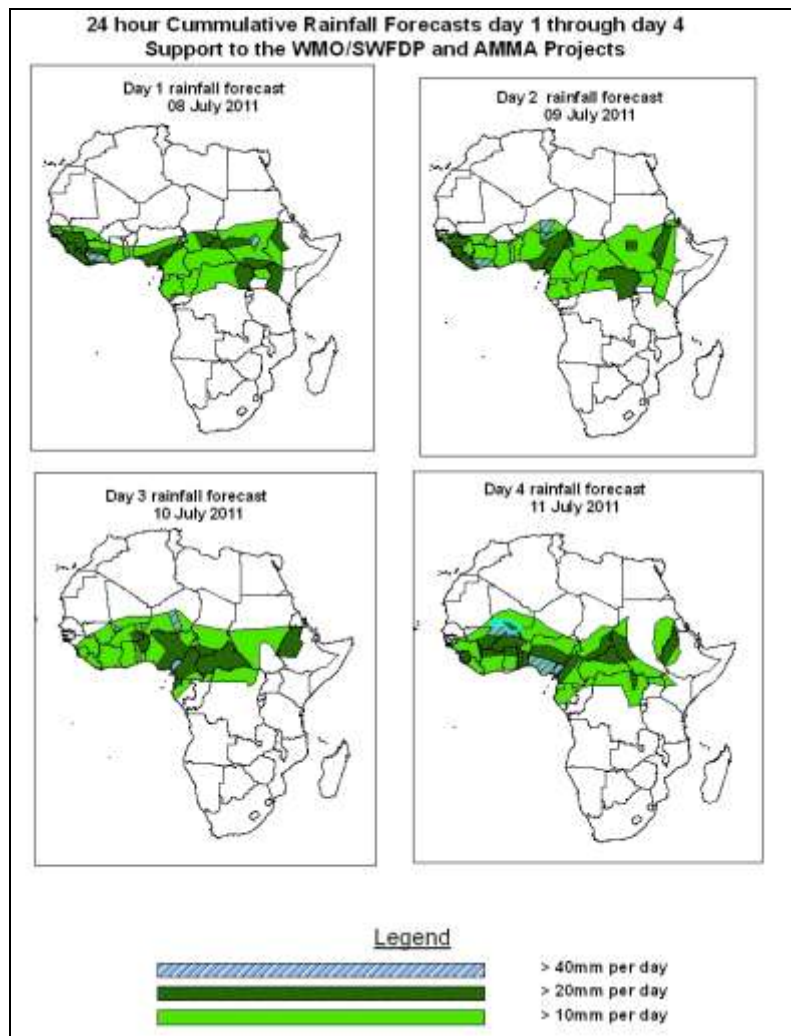 24 hour Cummulative Rainfall Forecasts day 1 through day 4
Support to the WMO/SWFDP and AMMA Projects
Day 1 rainfall forecast
08 July 2011
Day 2 rainfall forecast
09 July 2011
Day 3 rainfall forecast
10 July 2011
Day 4 rainfall forecast
11 July 2011
Legend
> 40mm per day
> 20mm per day
> 10mm per day